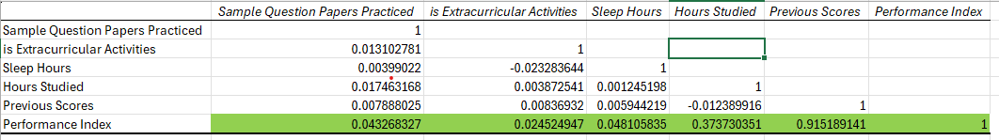 Sample Question Papers Practiced is Extracurricular Activities Sleep Hours Hours Studied Previous Scores Performance Index
Sample Question Papers Practiced 1
is Extracurricular Activities 0.013102781 1
Sleep Hours 0.00399022 -0.023283644 1
Hours Studied 0.017463168 0.003872541 0.001245198 1
Previous Scores 0.007888025 0.00836932 0.005944219 -0.012389916 1
Performance Index 0.043268327 0.024524947 0.048105835 0.373730351 0.915189141 1